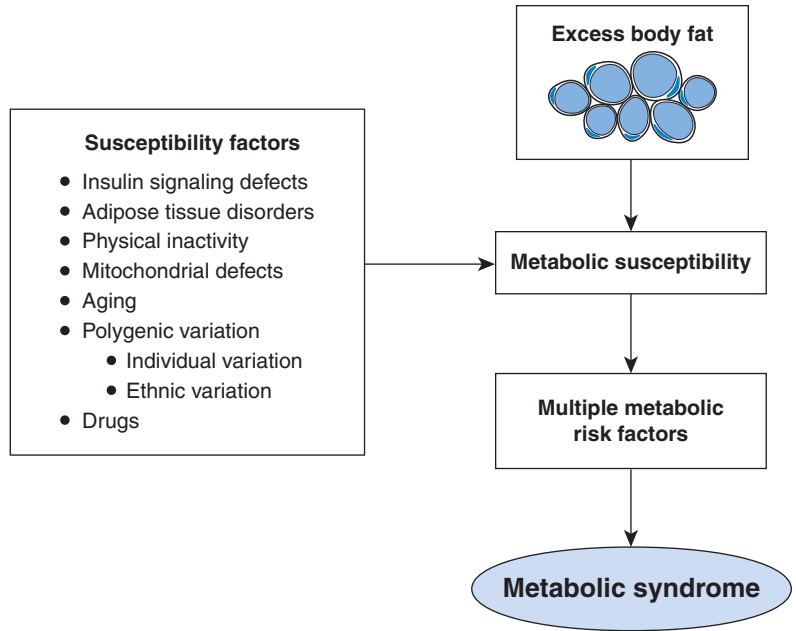 Excess body fat
Susceptibility factors
• Insulin signaling defects
• Adipose tissue disorders
• Physical inactivity
• Mitochondrial defects
• Aging
• Polygenic variation
• Individual variation
• Ethnic variation
• Drugs
Metabolic susceptibility
Multiple metabolic
risk factors
Metabolic syndrome